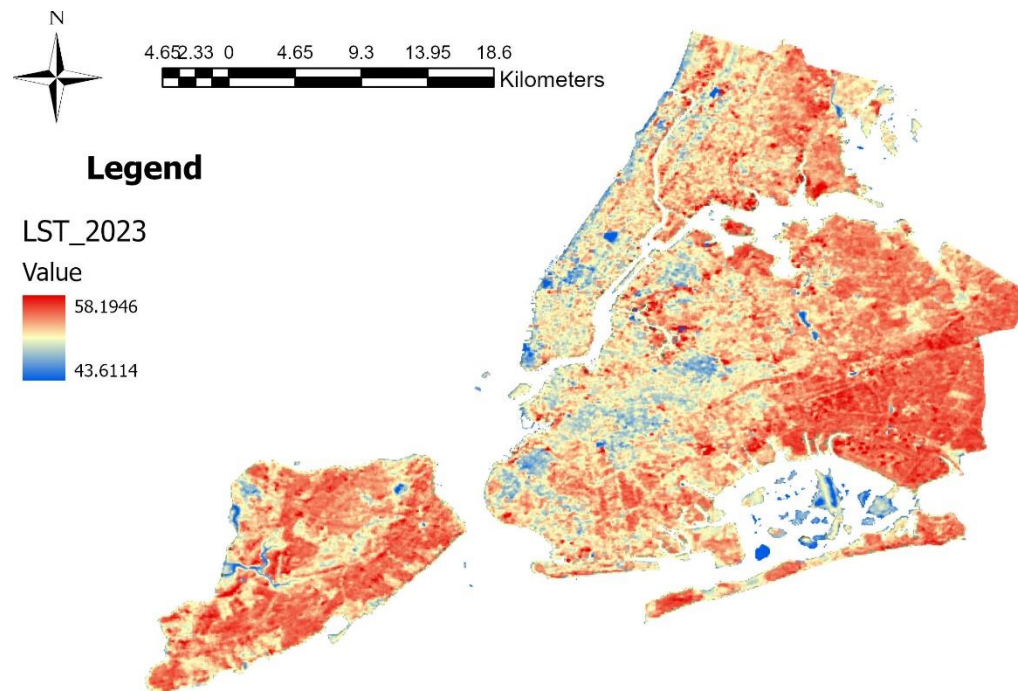 N
4.65 2.33 0 4.65 9.3 13.95 18.6
Kilometers
Legend
LST_2023
Value
58.1946
43.6114